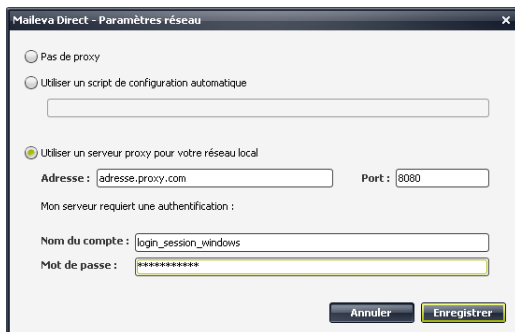 Maileva Direct - Paramètres réseau x
Pas de proxy
Utiliser un script de configuration automatique
Utiliser un serveur proxy pour votre réseau local
Adresse : adresse.proxy.com Port : 8080
Mon serveur requiert une authentification :
Nom du compte : login_session_windows
Mot de passe : ***********
Annuler Enregistrer